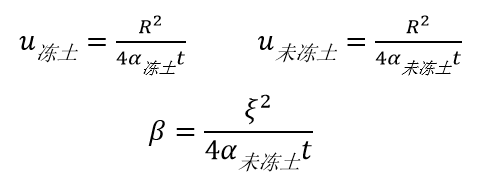 u冻土 = R²/4α冻土t u未冻土 = R²/4α未冻土t
β = ξ²/4α未冻土t